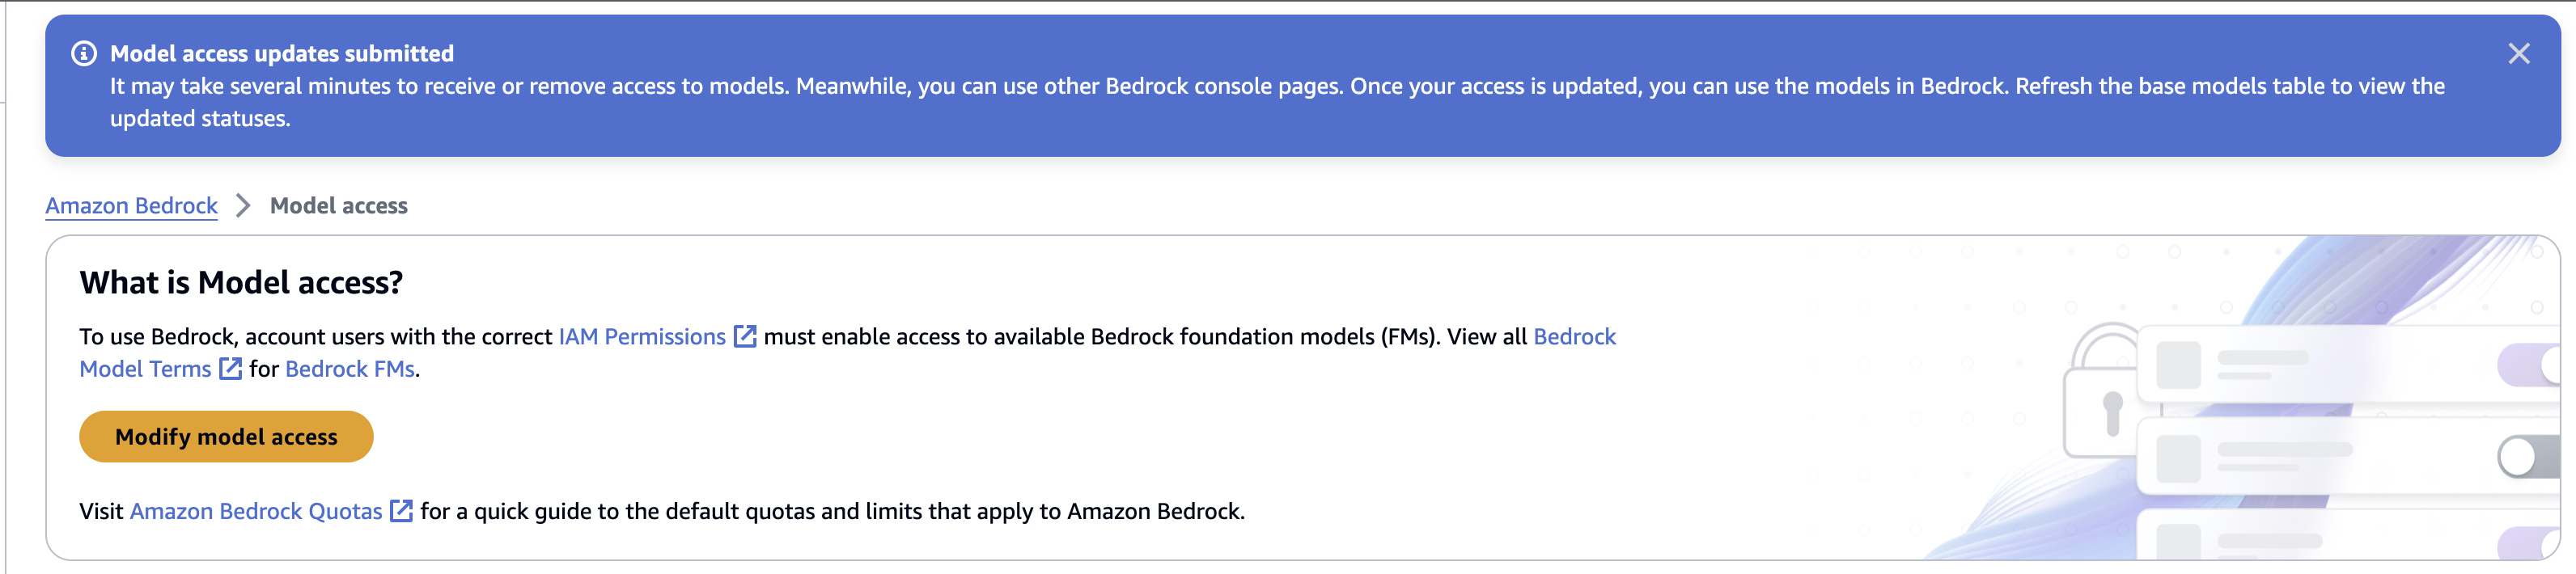 Model access updates submitted
It may take several minutes to receive or remove access to models. Meanwhile, you can use other Bedrock console pages. Once your access is updated, you can use the models in Bedrock. Refresh the base models table to view the
updated statuses.
Amazon Bedrock > Model access
What is Model access?
To use Bedrock, account users with the correct IAM Permissions must enable access to available Bedrock foundation models (FMs). View all Bedrock
Model Terms for Bedrock FMs.
Modify model access
Visit Amazon Bedrock Quotas for a quick guide to the default quotas and limits that apply to Amazon Bedrock.